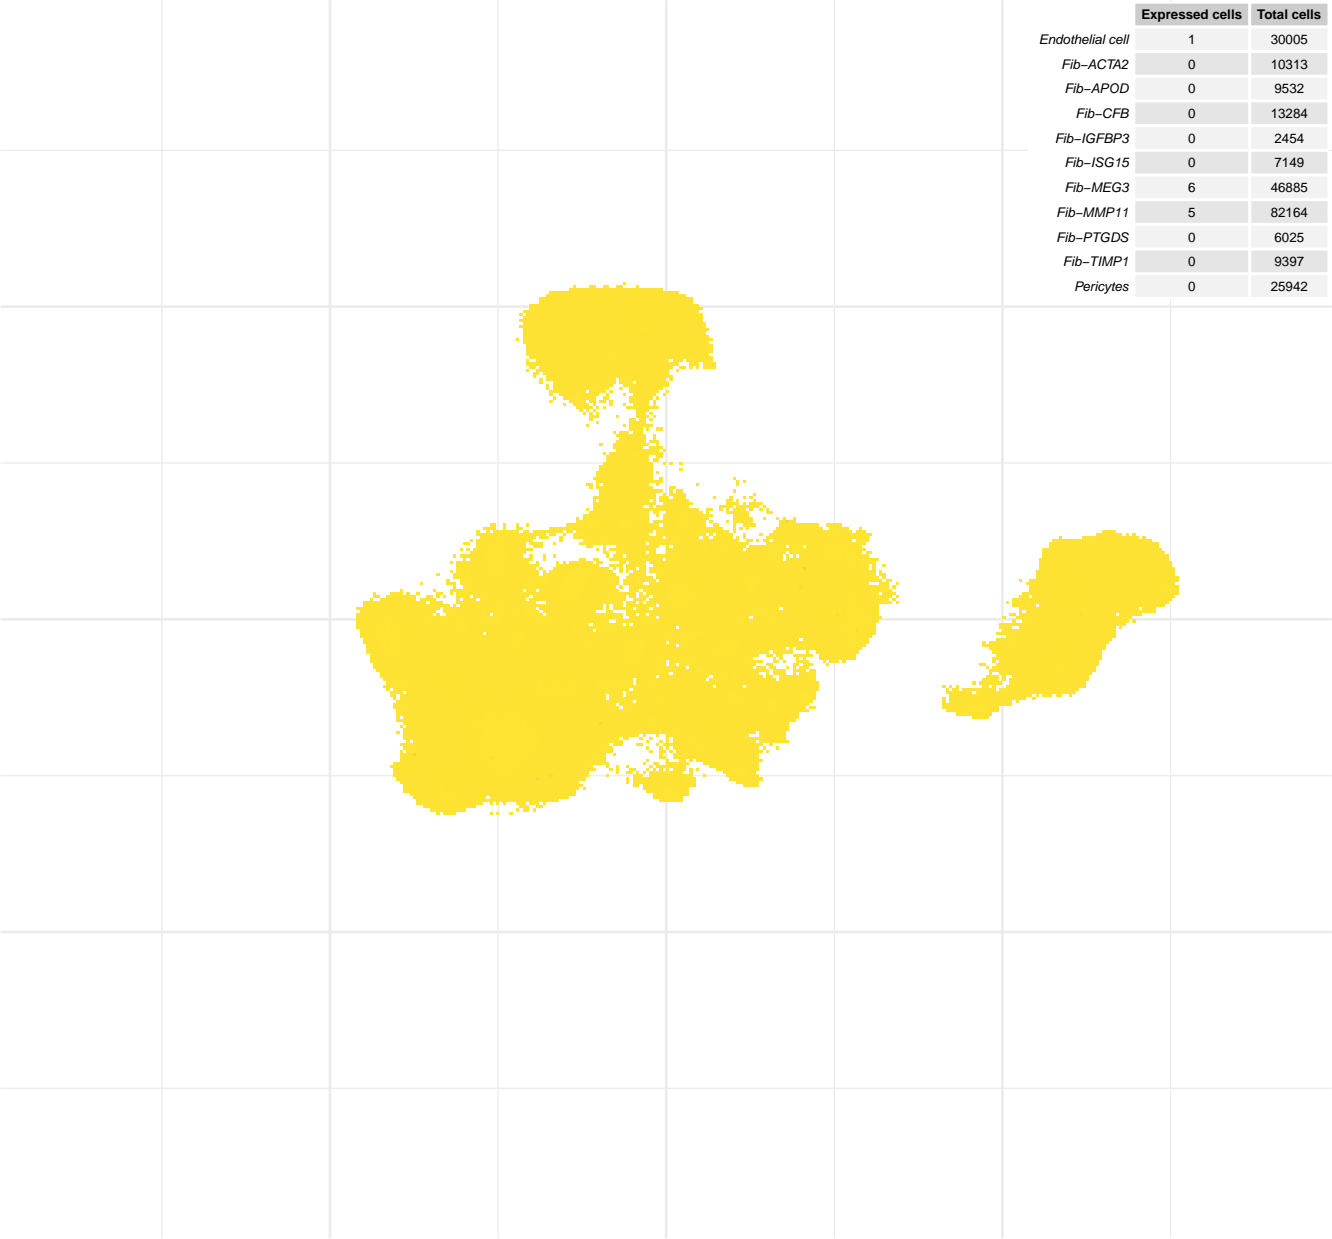 Expressed cells Total cells
Endothelial cell 1 30005
Fib−ACTA2 0 10313
Fib−APOD 0 9532
Fib−CFB 0 13284
Fib−IGFBP3 0 2454
Fib−ISG15 0 7149
Fib−MEG3 6 46885
Fib−MMP11 5 82164
Fib−PTGDS 0 6025
Fib−TIMP1 0 9397
Pericytes 0 25942